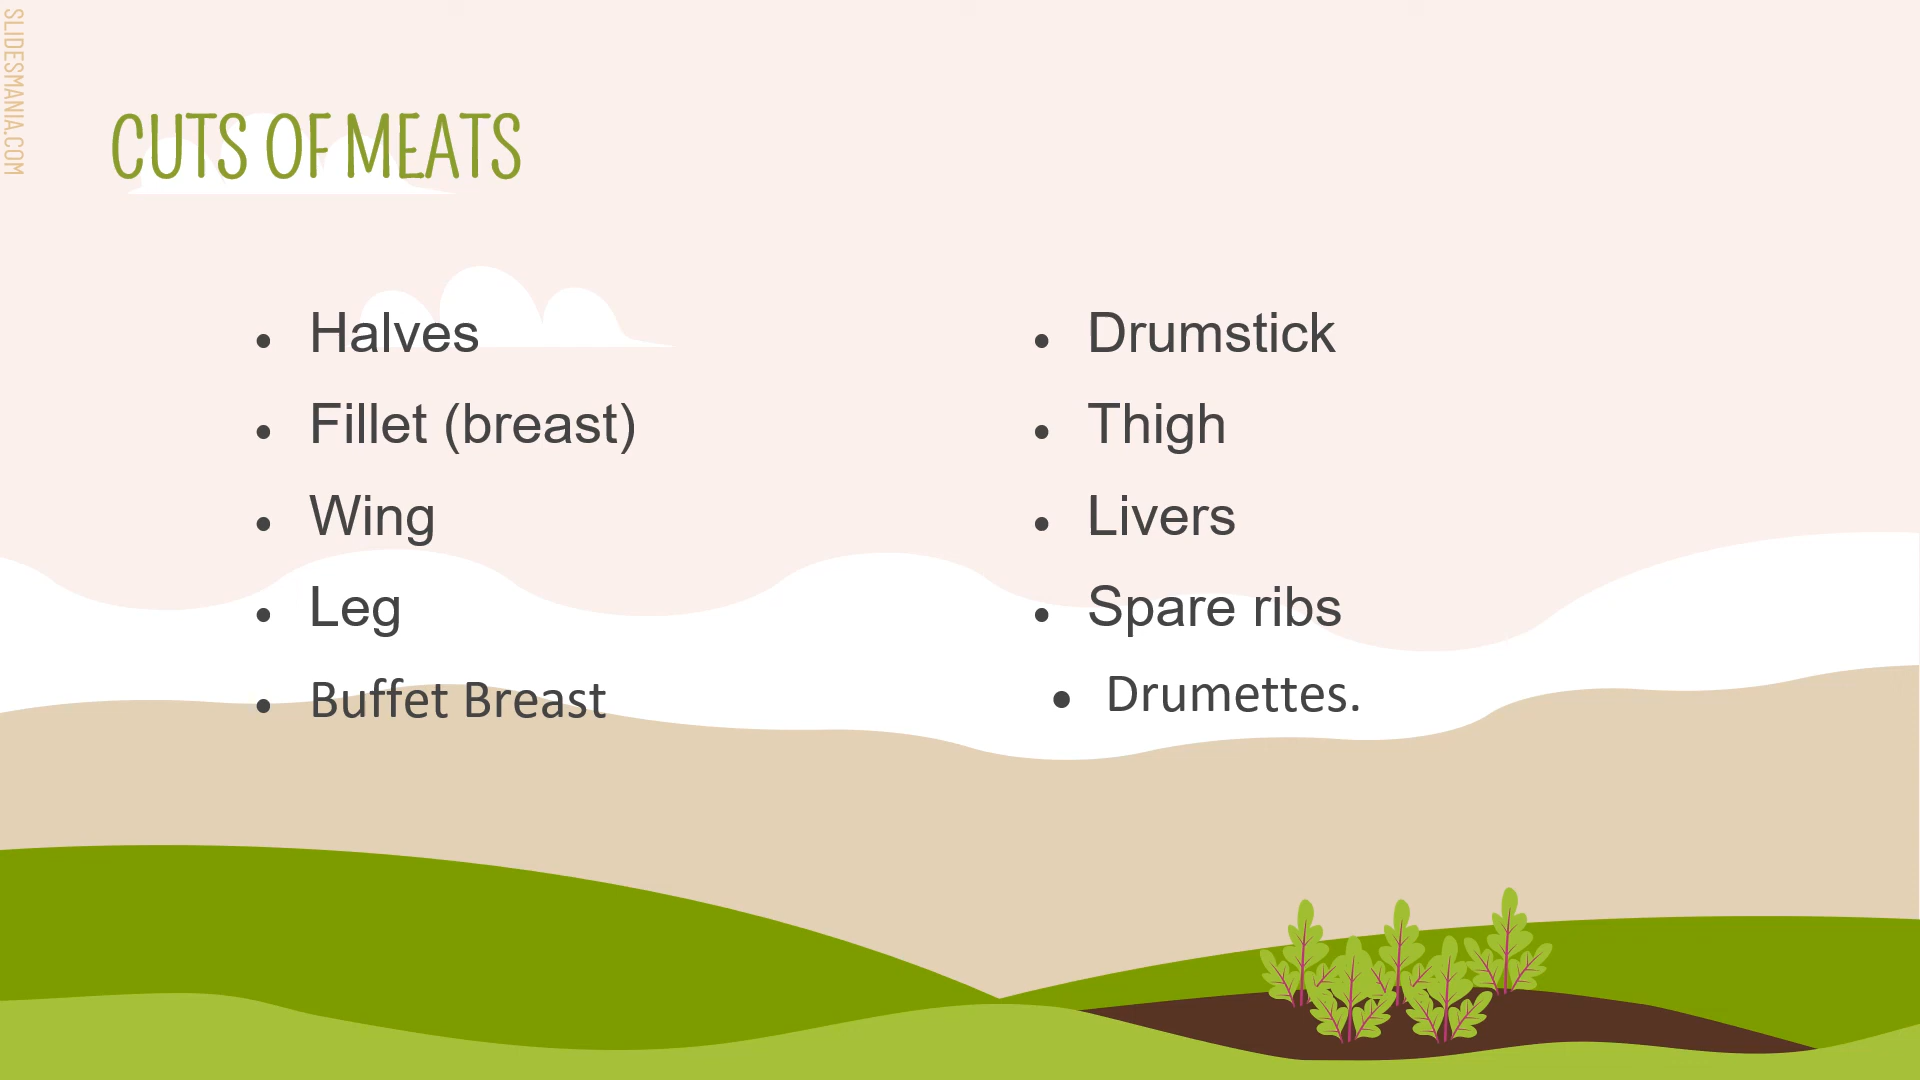 SLIDESMANIA.COM
CUTS OF MEATS
• Halves
• Fillet (breast)
• Wing
• Leg
• Buffet Breast
• Drumstick
• Thigh
• Livers
• Spare ribs
• Drumettes.